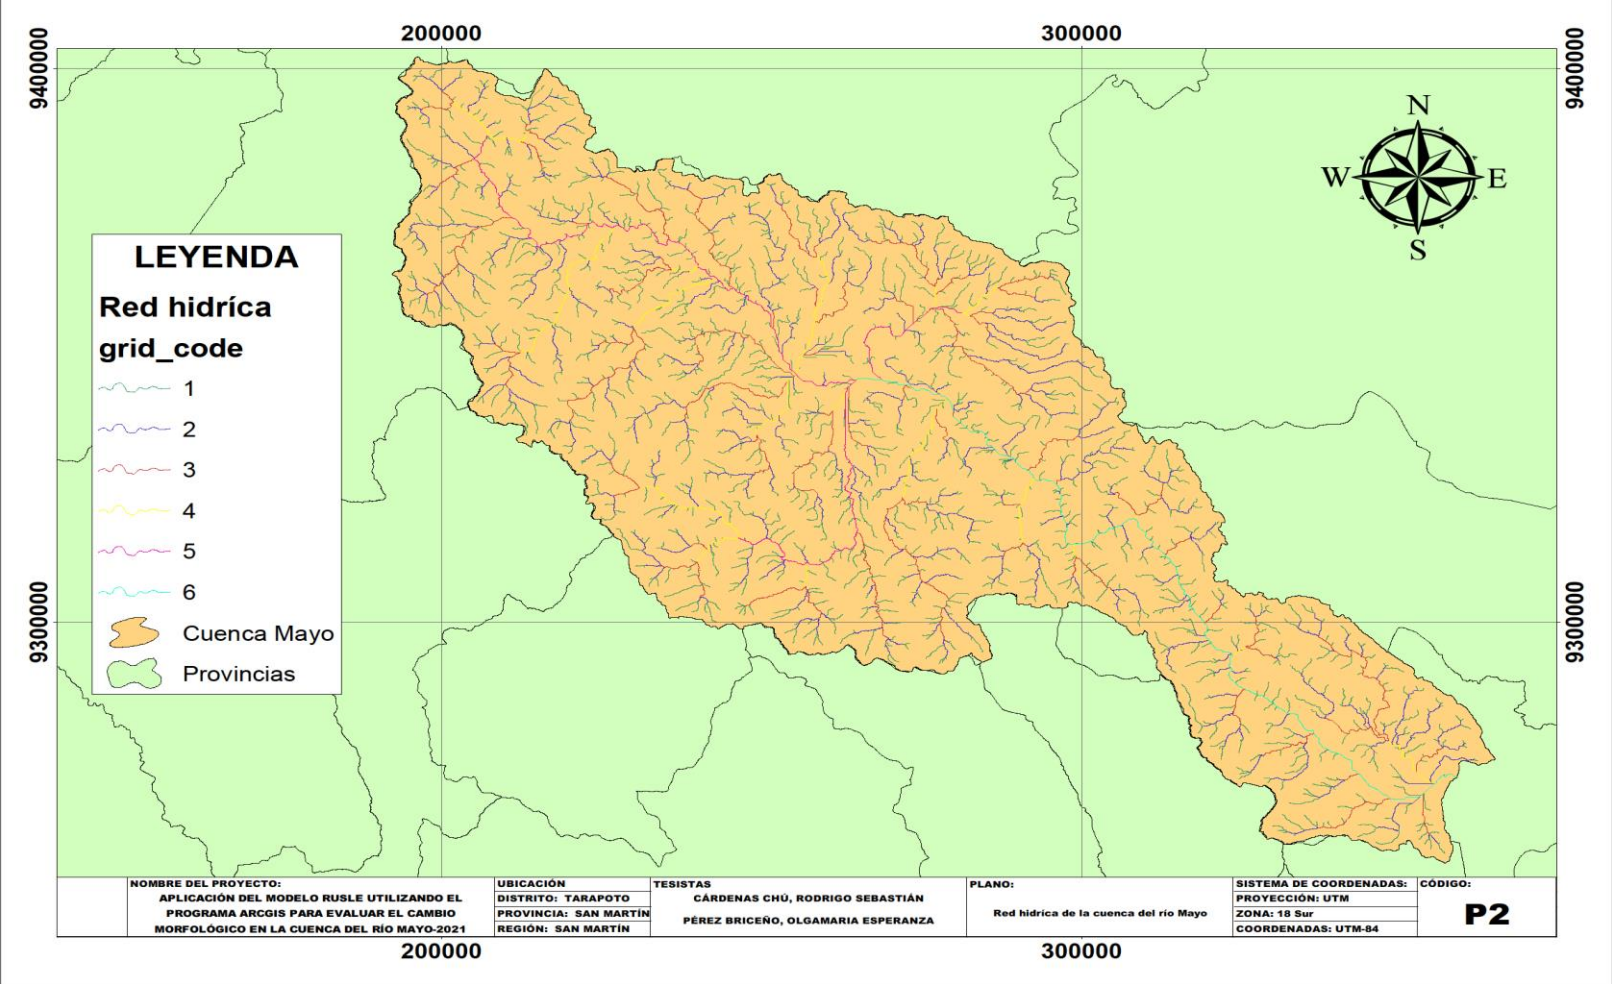 200000
300000
9400000
9400000
N
W
E
S
LEYENDA
Red hidríca
grid_code
1
2
3
4
5
6
Cuenca Mayo
Provincias
9300000
9300000
NOMBRE DEL PROYECTO:
APLICACIÓN DEL MODELO RUSLE UTILIZANDO EL
PROGRAMA ARCGIS PARA EVALUAR EL CAMBIO
MORFOLÓGICO EN LA CUENCA DEL RÍO MAYO-2021
UBICACIÓN
DISTRITO: TARAPOTO
PROVINCIA: SAN MARTÍN
REGIÓN: SAN MARTÍN
TESISTAS
CÁRDENAS CHÚ, RODRIGO SEBASTIÁN
PÉREZ BRICEÑO, OLGAMARIA ESPERANZA
PLANO:
Red hidríca de la cuenca del río Mayo
SISTEMA DE COORDENADAS:
PROYECCIÓN: UTM
ZONA: 18 Sur
COORDENADAS: UTM-84
CÓDIGO:
P2
200000
300000